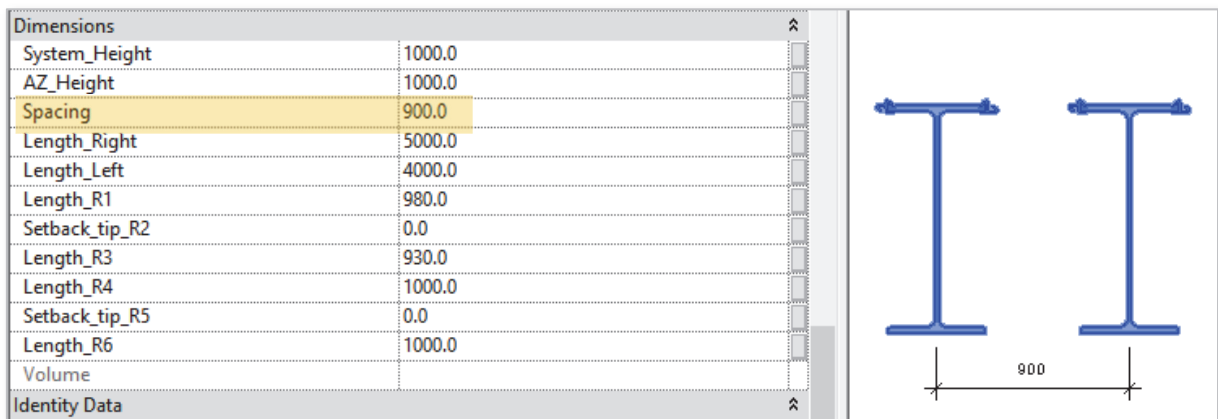 Dimensions
System_Height 1000.0
AZ_Height 1000.0
Spacing 900.0
Length_Right 5000.0
Length_Left 4000.0
Length_R1 980.0
Setback_tip_R2 0.0
Length_R3 930.0
Length_R4 1000.0
Setback_tip_R5 0.0
Length_R6 1000.0
Volume
Identity Data
900